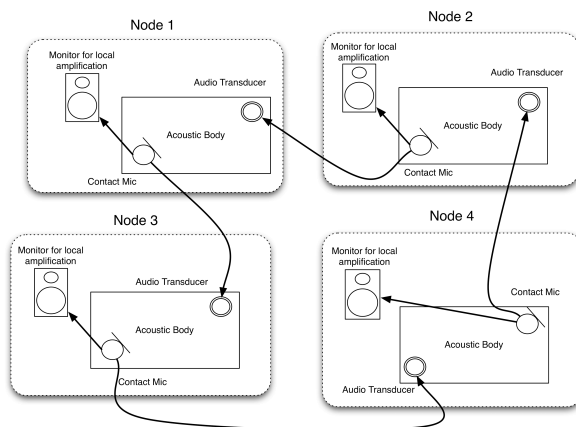 Node 1
Monitor for local
amplification
Audio Transducer
Acoustic Body
Contact Mic
Node 2
Monitor for local
amplification
Audio Transducer
Acoustic Body
Contact Mic
Node 3
Monitor for local
amplification
Audio Transducer
Acoustic Body
Contact Mic
Node 4
Monitor for local
amplification
Contact Mic
Acoustic Body
Audio Transducer